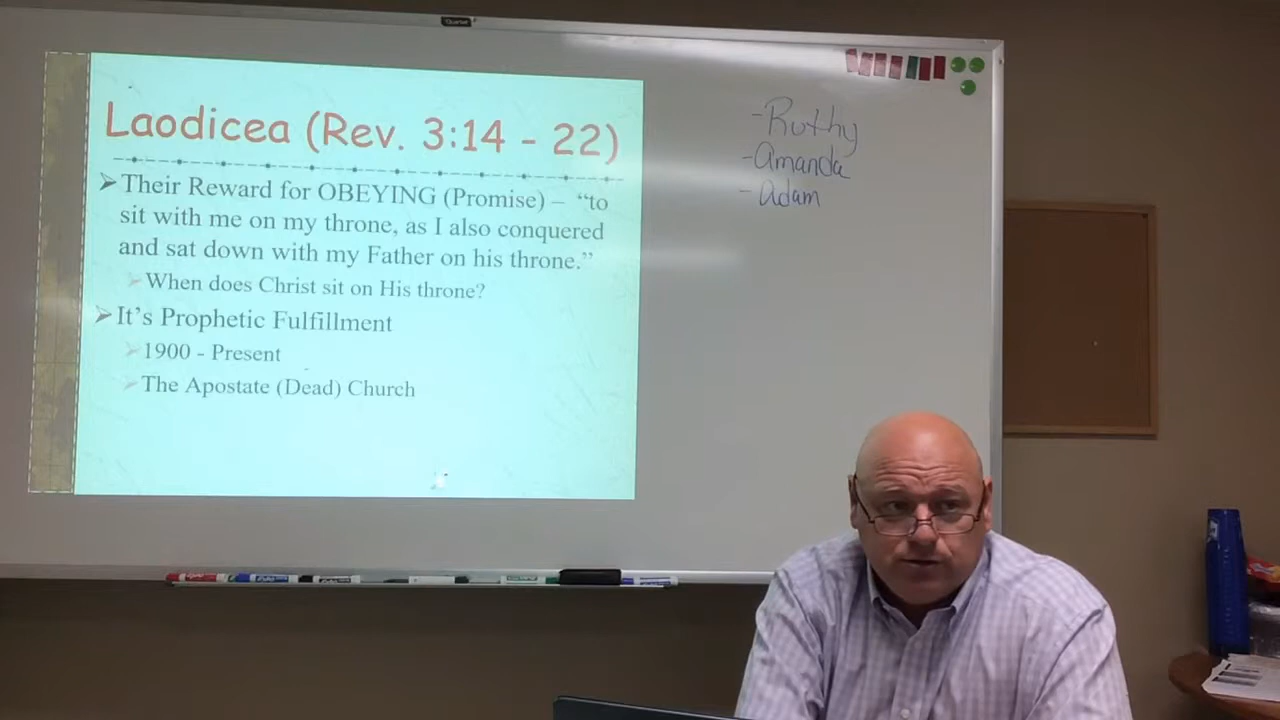 Quartet
Laodicea (Rev. 3:14 - 22)
Their Reward for OBEYING (Promise) – “to
sit with me on my throne, as I also conquered
and sat down with my Father on his throne.”
When does Christ sit on His throne?
It’s Prophetic Fulfillment
1900 - Present
The Apostate (Dead) Church
- Ruthy
- Amanda
- Adam